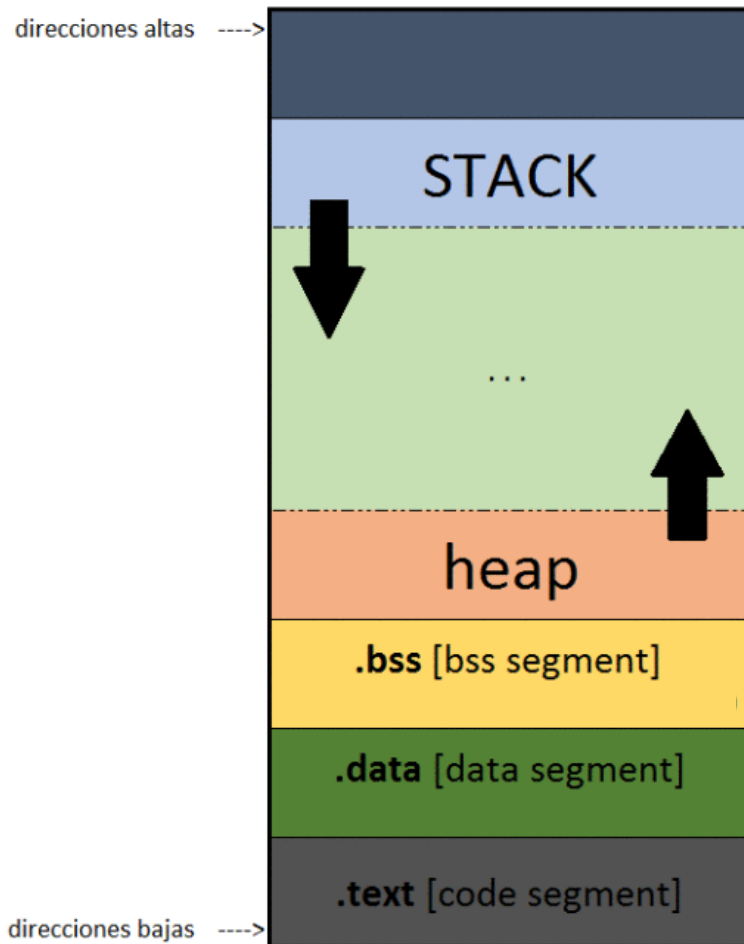 direcciones altas ---->
STACK
...
heap
.bss [bss segment]
.data [data segment]
.text [code segment]
direcciones bajas ---->